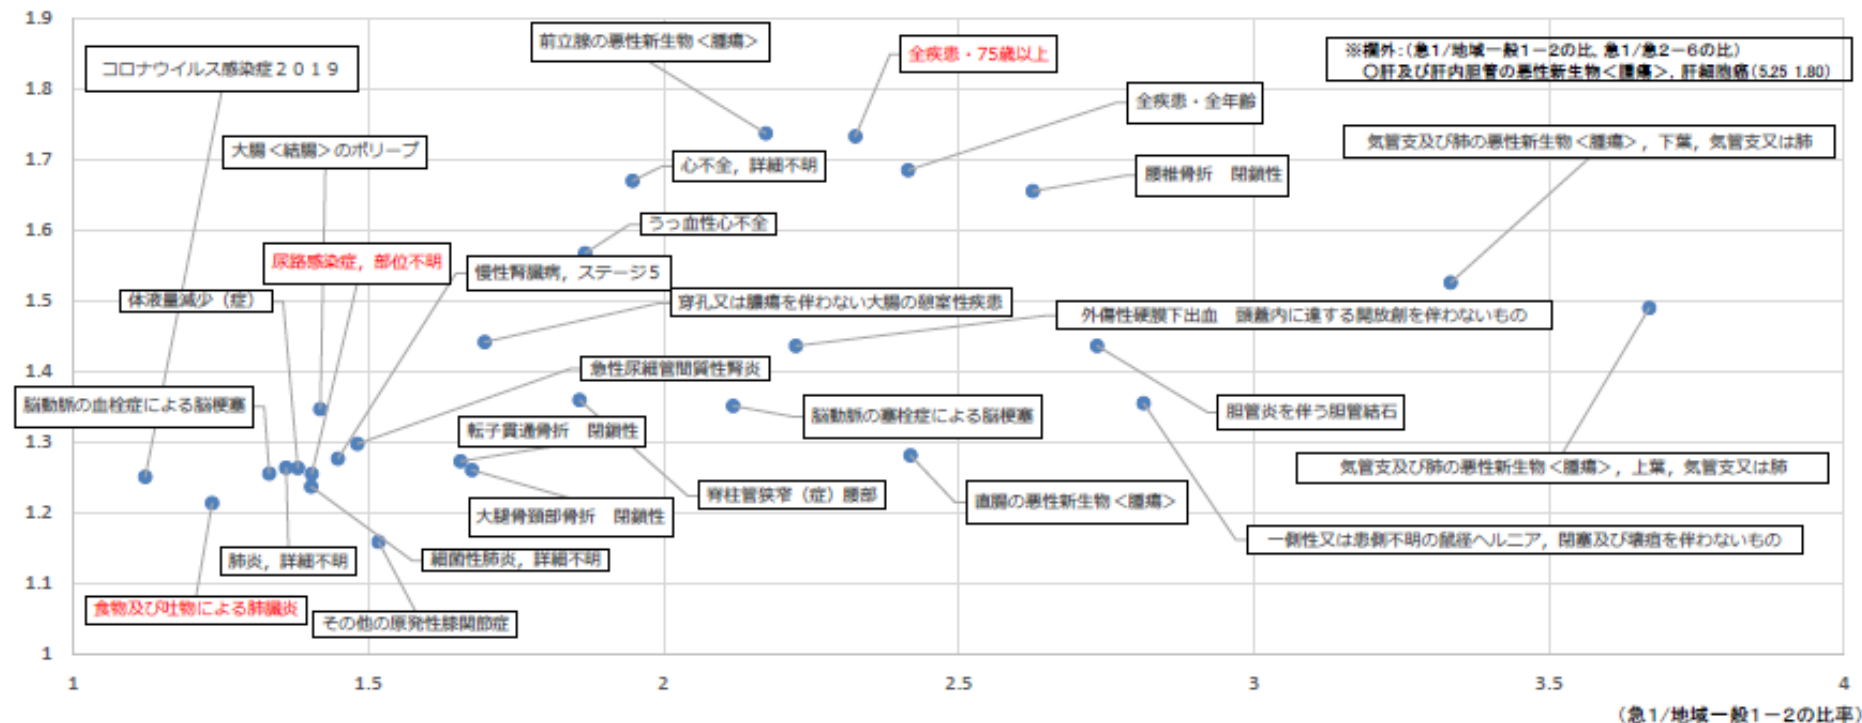 1.9
前立腺の悪性新生物<腫瘍>
全疾患・75歳以上
※欄外:(急1/地域一般1-2の比, 急1/急2-6の比)
〇肝及び肝内胆管の悪性新生物<腫瘍>, 肝細胞癌(5.25 1.80)
コロナウイルス感染症2019
1.8
全疾患・全年齢
大腸<結腸>のポリープ
気管支及び肺の悪性新生物<腫瘍>, 下葉, 気管支又は肺
1.7
心不全, 詳細不明
腰椎骨折 閉鎖性
うっ血性心不全
1.6
尿路感染症, 部位不明
慢性腎臓病, ステージ5
体液量減少(症)
1.5
穿孔又は膿瘍を伴わない大腸の憩室性疾患
外傷性硬膜下出血 頭蓋内に達する開放創を伴わないもの
1.4
急性尿細管間質性腎炎
脳動脈の血栓症による脳梗塞
脳動脈の塞栓症による脳梗塞
胆管炎を伴う胆管結石
1.3
転子貫通骨折 閉鎖性
気管支及び肺の悪性新生物<腫瘍>, 上葉, 気管支又は肺
脊柱管狭窄(症)腰部
直腸の悪性新生物<腫瘍>
1.2
大腿骨頸部骨折 閉鎖性
一側性又は患側不明の鼠径ヘルニア, 閉塞及び壊疽を伴わないもの
肺炎, 詳細不明
細菌性肺炎, 詳細不明
1.1
食物及び吐物による肺臓炎
その他の原発性膝関節症
1
1
1.5
2
2.5
3
3.5
4
(急1/地域一般1-2の比率)